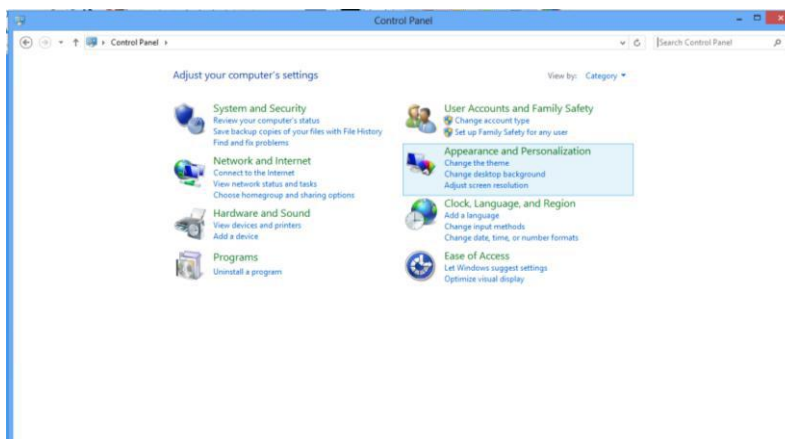 Control Panel
Control Panel
Search Control Panel
Adjust your computer's settings
View by: Category
System and Security
Review your computer's status
Save backup copies of your files with File History
Find and fix problems
Network and Internet
Connect to the Internet
View network status and tasks
Choose homegroup and sharing options
Hardware and Sound
View devices and printers
Add a device
Programs
Uninstall a program
User Accounts and Family Safety
Change account type
Set up Family Safety for any user
Appearance and Personalization
Change the theme
Change desktop background
Adjust screen resolution
Clock, Language, and Region
Add a language
Change input methods
Change date, time, or number formats
Ease of Access
Let Windows suggest settings
Optimize visual display